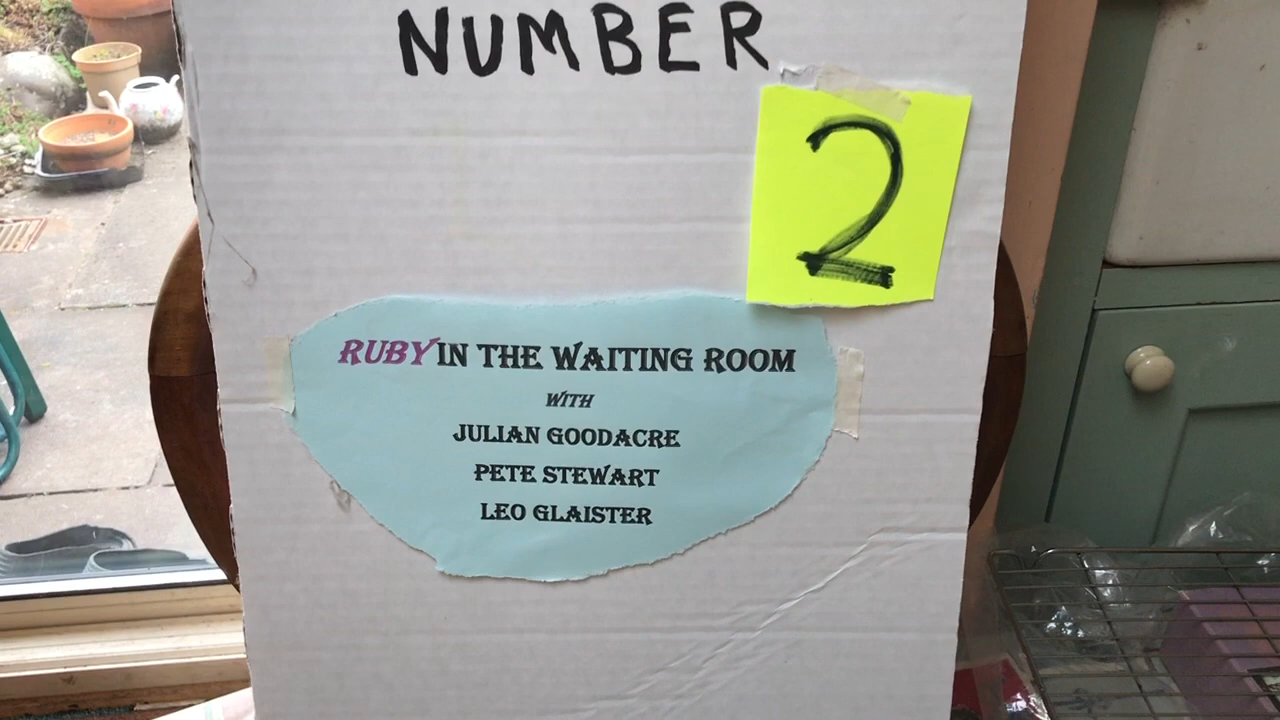 NUMBER
2
RUBY IN THE WAITING ROOM
WITH
JULIAN GOODACRE
PETE STEWART
LEO GLAISTER